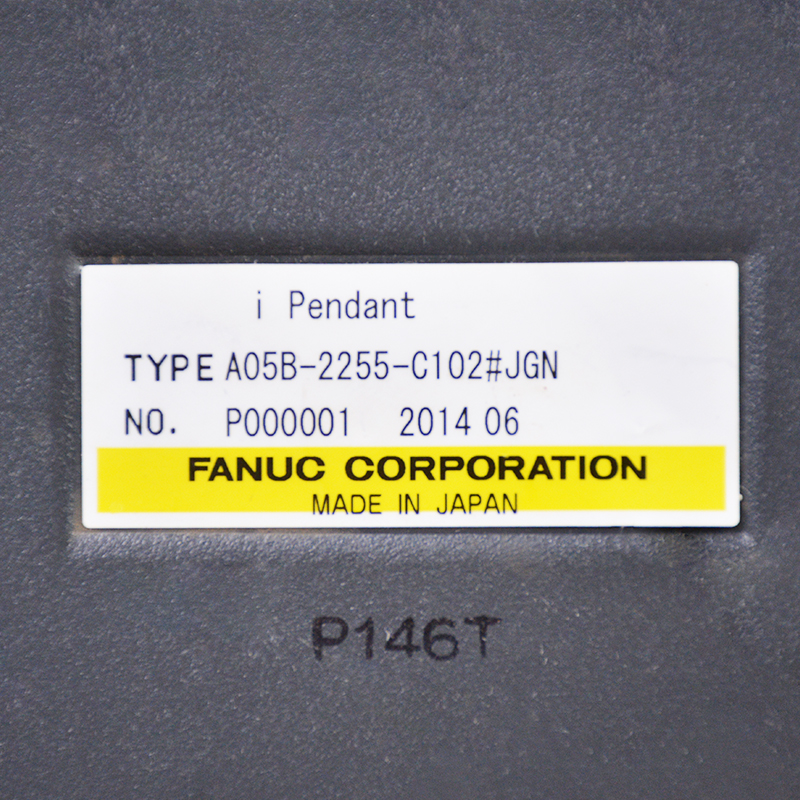 i Pendant
TYPE A05B-2255-C102#JGN
NO. P000001 2014 06
FANUC CORPORATION
MADE IN JAPAN
P146T